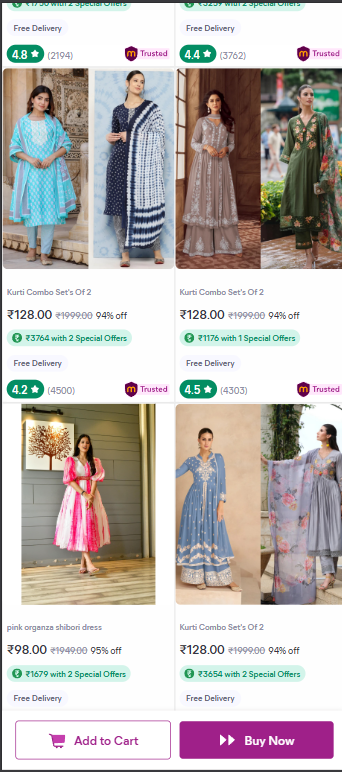 ₹1750 with 2 Special Offers
₹3259 with 2 Special Offers
Free Delivery
Free Delivery
4.8 ★ (2194)
m Trusted
4.4 ★ (3762)
m Trusted
Kurti Combo Set's Of 2
₹128.00 ₹1999.00 94% off
₹3764 with 2 Special Offers
Free Delivery
4.2 ★ (4500)
m Trusted
Kurti Combo Set's Of 2
₹128.00 ₹1999.00 94% off
₹1176 with 1 Special Offers
Free Delivery
4.5 ★ (4303)
m Trusted
pink organza shibori dress
₹98.00 ₹1949.00 95% off
₹1679 with 2 Special Offers
Free Delivery
Kurti Combo Set's Of 2
₹128.00 ₹1999.00 94% off
₹3654 with 2 Special Offers
Free Delivery
Add to Cart
Buy Now